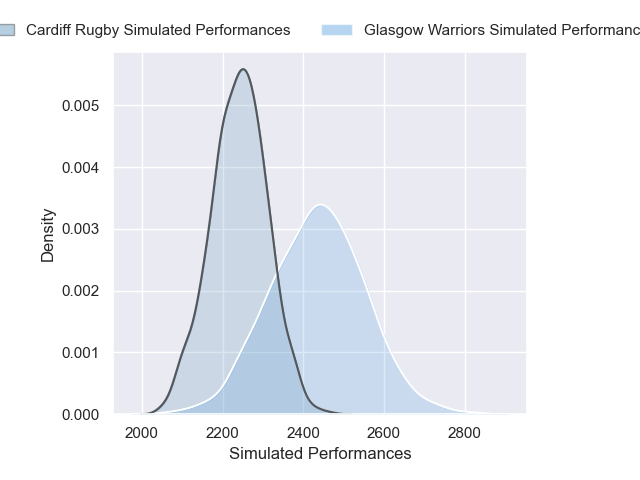 Cardiff Rugby Simulated Performances
Glasgow Warriors Simulated Performanc
Density
0.005
0.004
0.003
0.002
0.001
0.000
2000 2200 2400 2600 2800
Simulated Performances